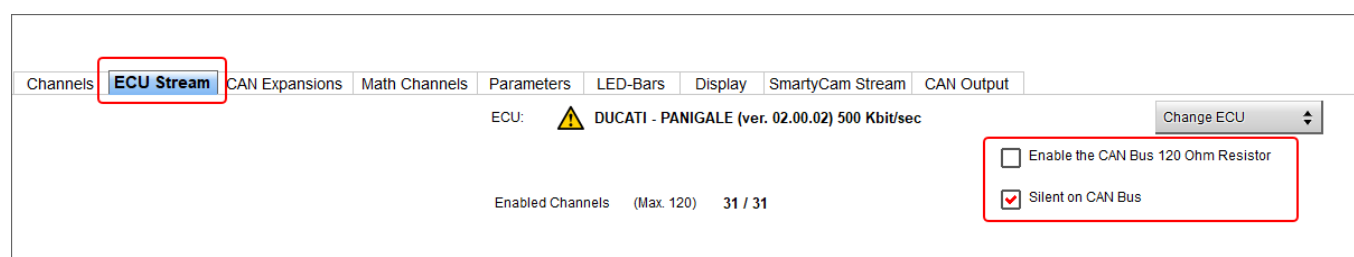 Channels ECU Stream CAN Expansions Math Channels Parameters LED-Bars Display SmartyCam Stream CAN Output
ECU: DUCATI - PANIGALE (ver. 02.00.02) 500 Kbit/sec Change ECU
Enable the CAN Bus 120 Ohm Resistor
Enabled Channels (Max. 120) 31 / 31 Silent on CAN Bus